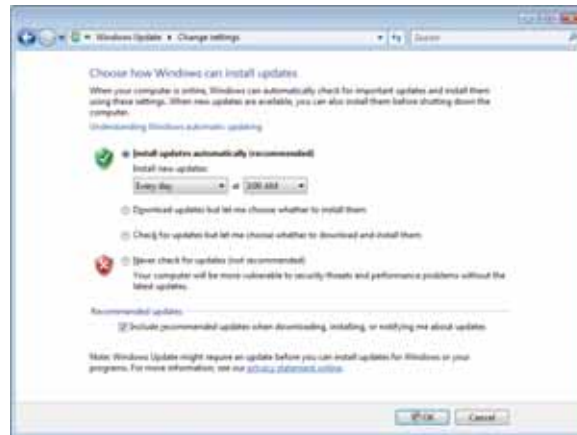 Windows Update ▸ Change settings
Search
Choose how Windows can install updates
When your computer is online, Windows can automatically check for important updates and install them
using these settings. When new updates are available, you can also install them before shutting down the
computer.
Understanding Windows automatic updating
Install updates automatically (recommended)
Install new updates:
Every day at 3:00 AM
Download updates but let me choose whether to install them
Check for updates but let me choose whether to download and install them
Never check for updates (not recommended)
Your computer will be more vulnerable to security threats and performance problems without the
latest updates.
Recommended updates
Include recommended updates when downloading, installing, or notifying me about updates
Note: Windows Update might require an update before you can install updates for Windows or your
programs. For more information, see our privacy statement online.
OK Cancel